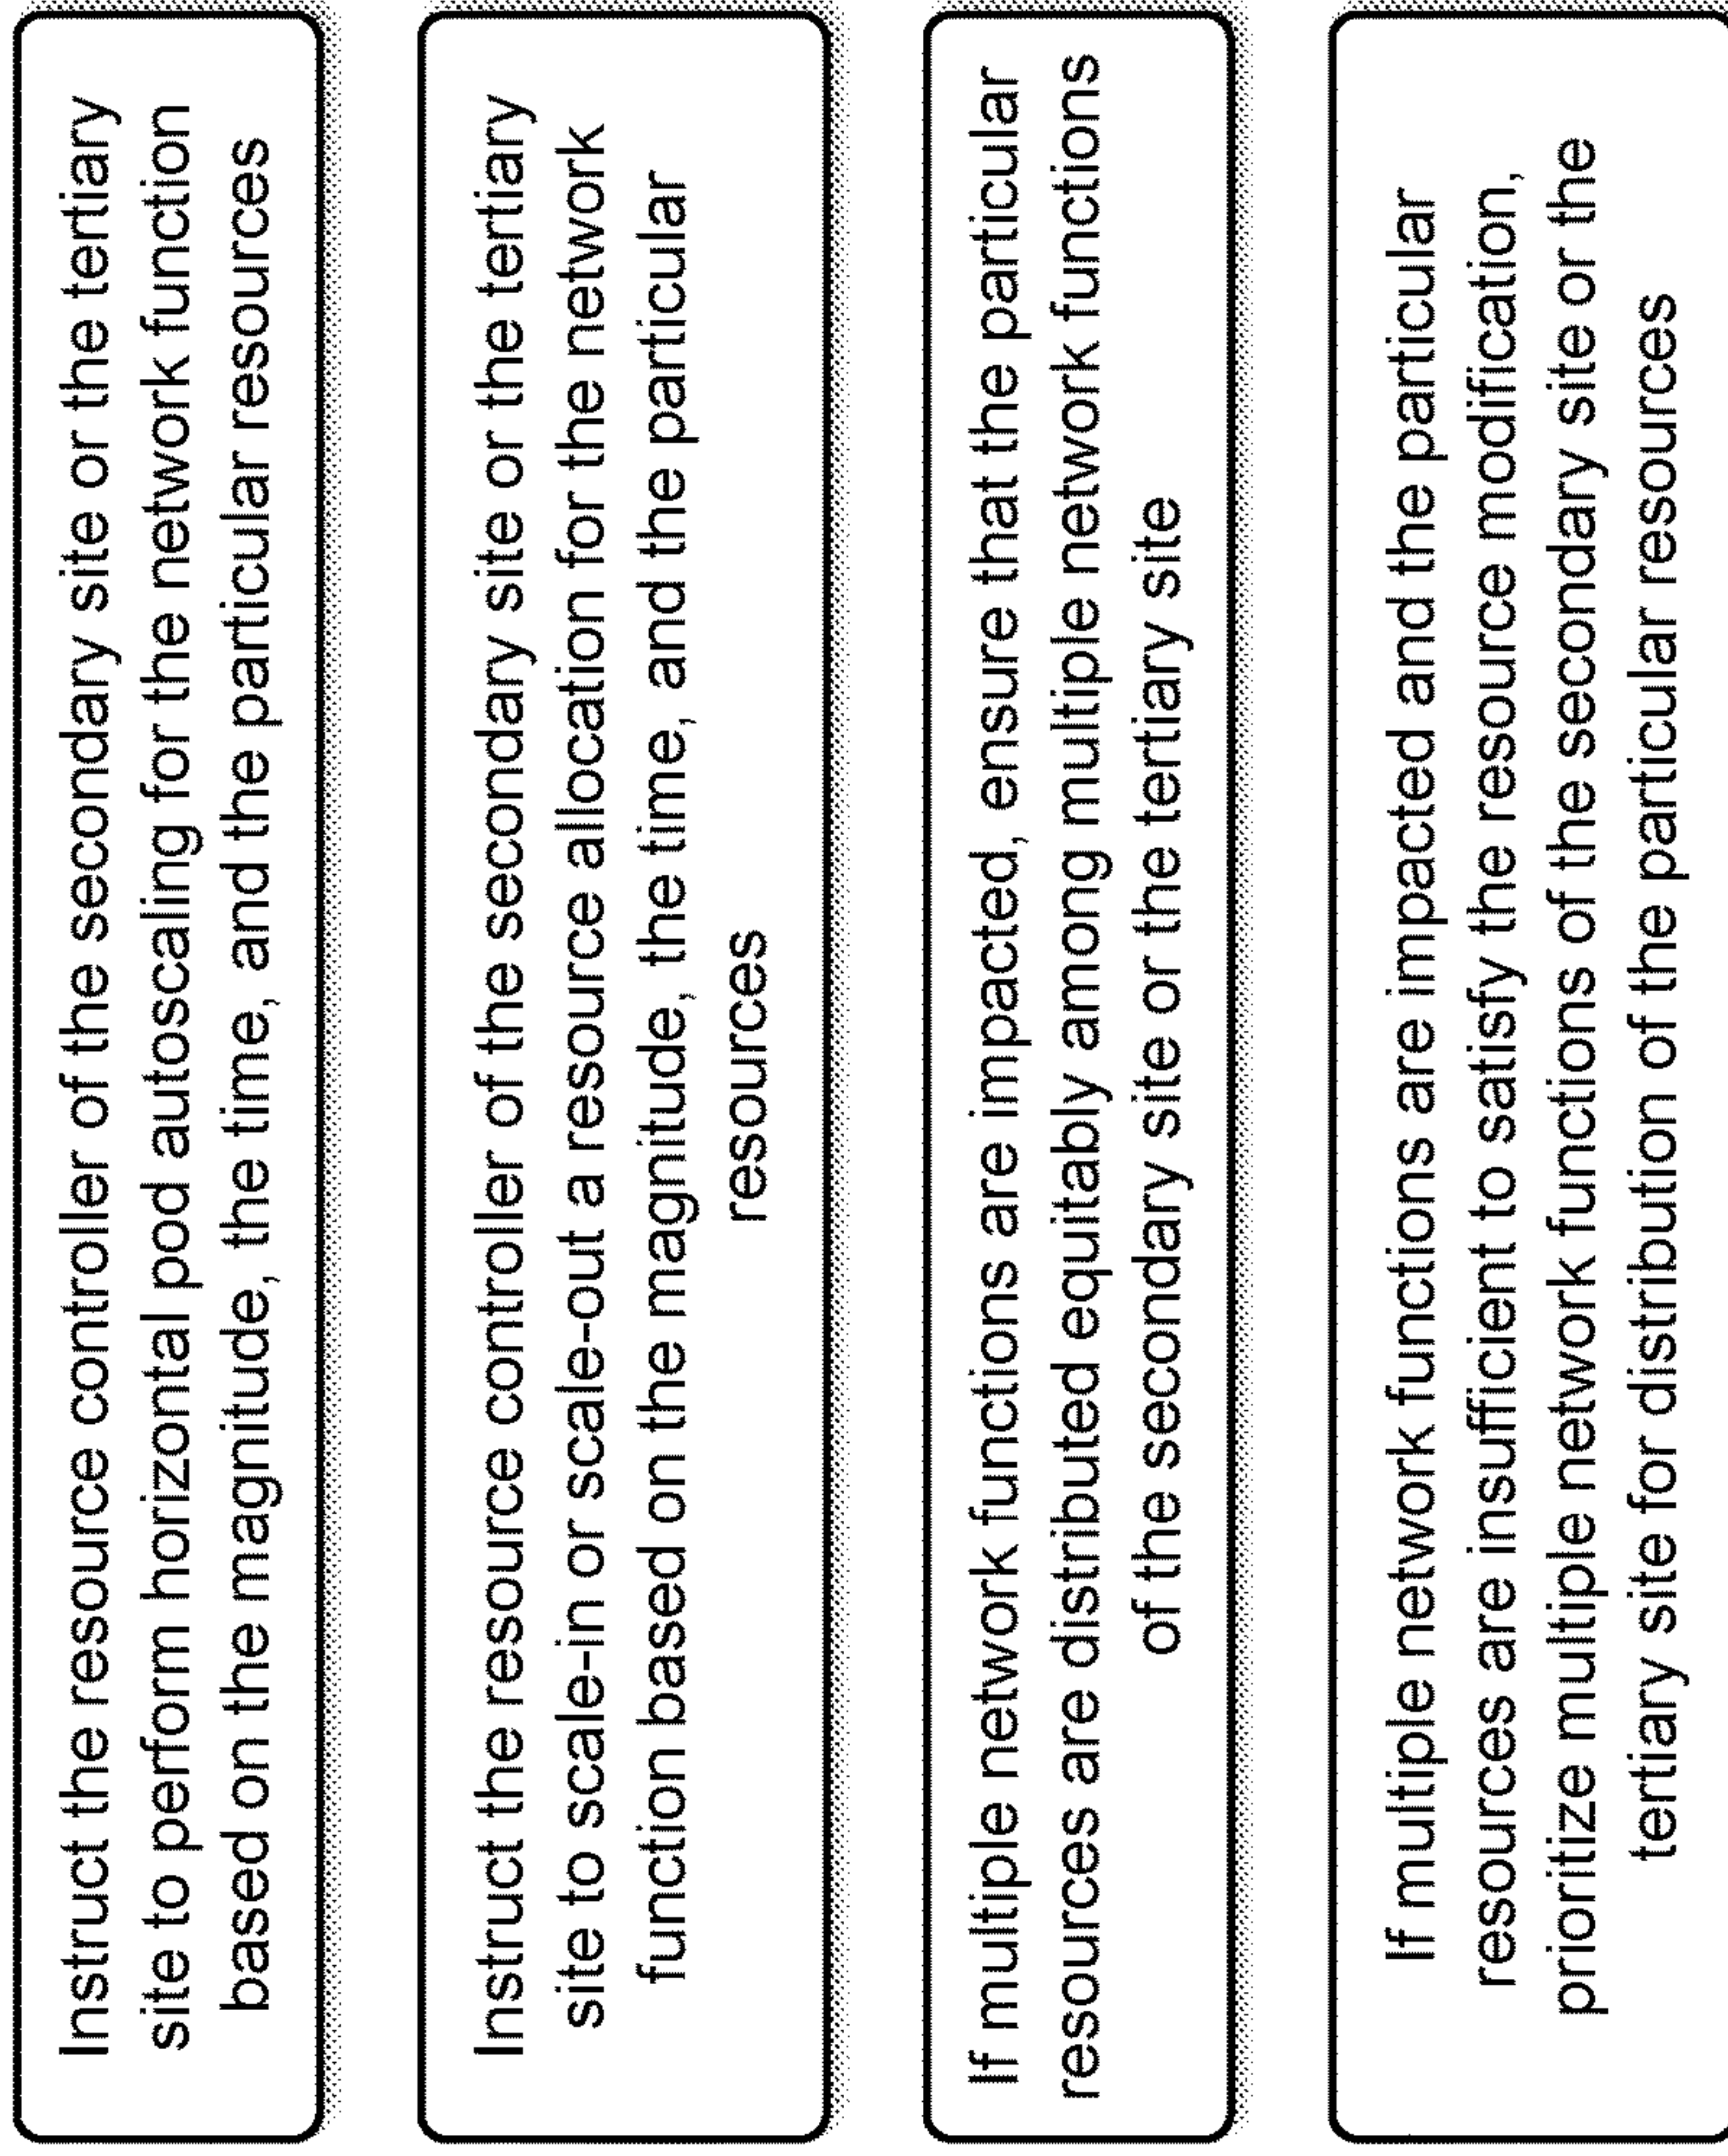 Instruct the resource controller of the secondary site or the tertiary
site to perform horizontal pod autoscaling for the network function
based on the magnitude, the time, and the particular resources
Instruct the resource controller of the secondary site or the tertiary
site to scale-in or scale-out a resource allocation for the network
function based on the magnitude, the time, and the particular
resources
If multiple network functions are impacted, ensure that the particular
resources are distributed equitably among multiple network functions
of the secondary site or the tertiary site
If multiple network functions are impacted and the particular
resources are insufficient to satisfy the resource modification,
prioritize multiple network functions of the secondary site or the
tertiary site for distribution of the particular resources